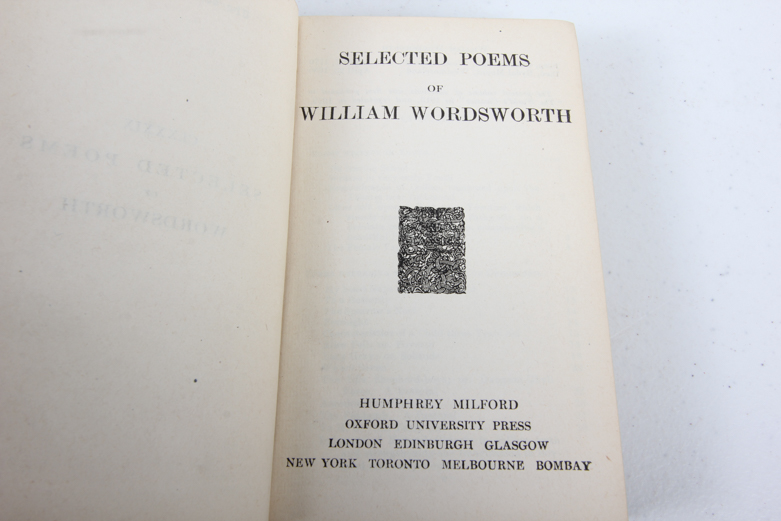 SELECTED POEMS
OF
WILLIAM WORDSWORTH
HUMPHREY MILFORD
OXFORD UNIVERSITY PRESS
LONDON EDINBURGH GLASGOW
NEW YORK TORONTO MELBOURNE BOMBAY